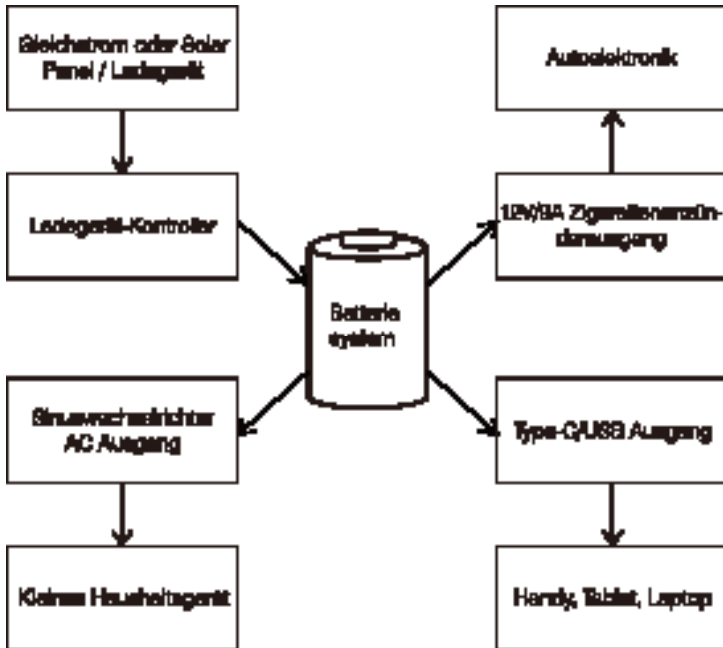 Gleichstrom oder Solar
Panel / Ladegerät
Autoelektronik
Ladegerät-Kontroller
12V/9A Zigarettenanzün-
derausgang
Batterie
system
Sinuswechselrichter
AC Ausgang
Type-C/USB Ausgang
Kleines Haushaltsgerät
Handy, Tablet, Laptop